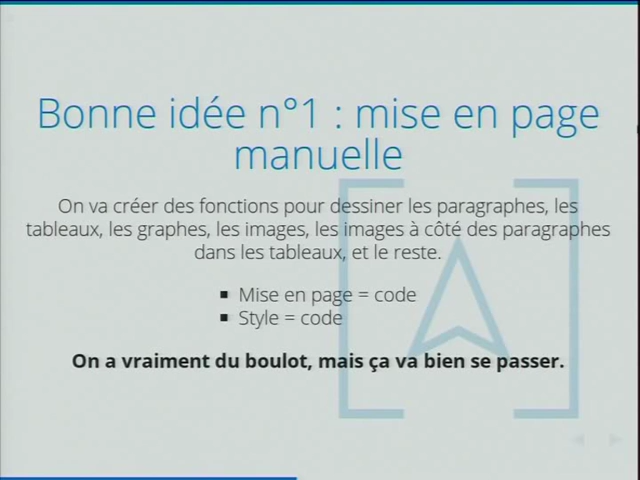 Bonne idée n°1 : mise en page
manuelle
On va créer des fonctions pour dessiner les paragraphes, les
tableaux, les graphes, les images, les images à côté des paragraphes
dans les tableaux, et le reste.
Mise en page = code
Style = code
On a vraiment du boulot, mais ça va bien se passer.